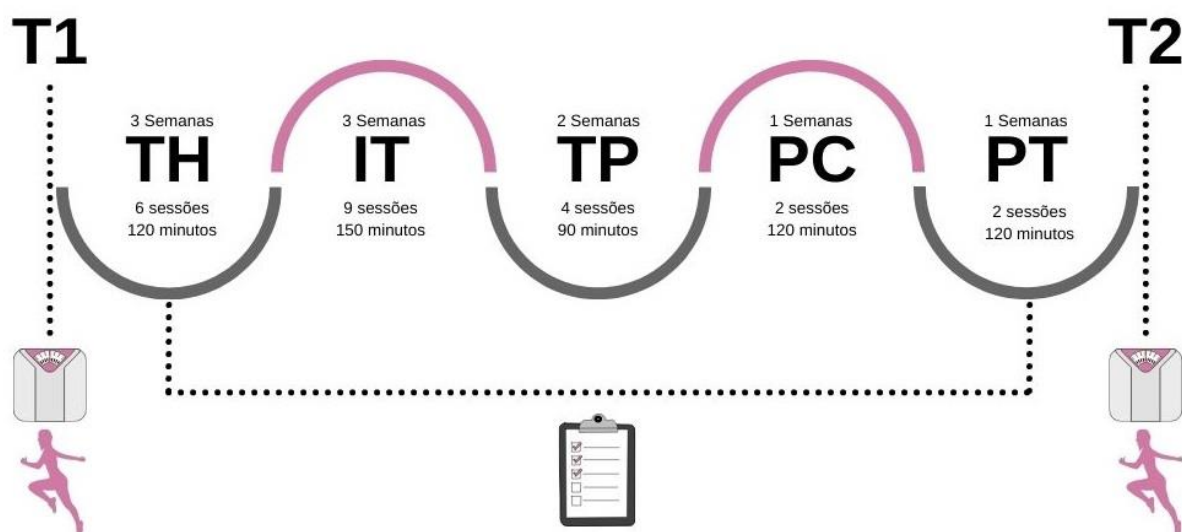 T1
T2
3 Semanas
TH
6 sessões
120 minutos
3 Semanas
IT
9 sessões
150 minutos
2 Semanas
TP
4 sessões
90 minutos
1 Semanas
PC
2 sessões
120 minutos
1 Semanas
PT
2 sessões
120 minutos